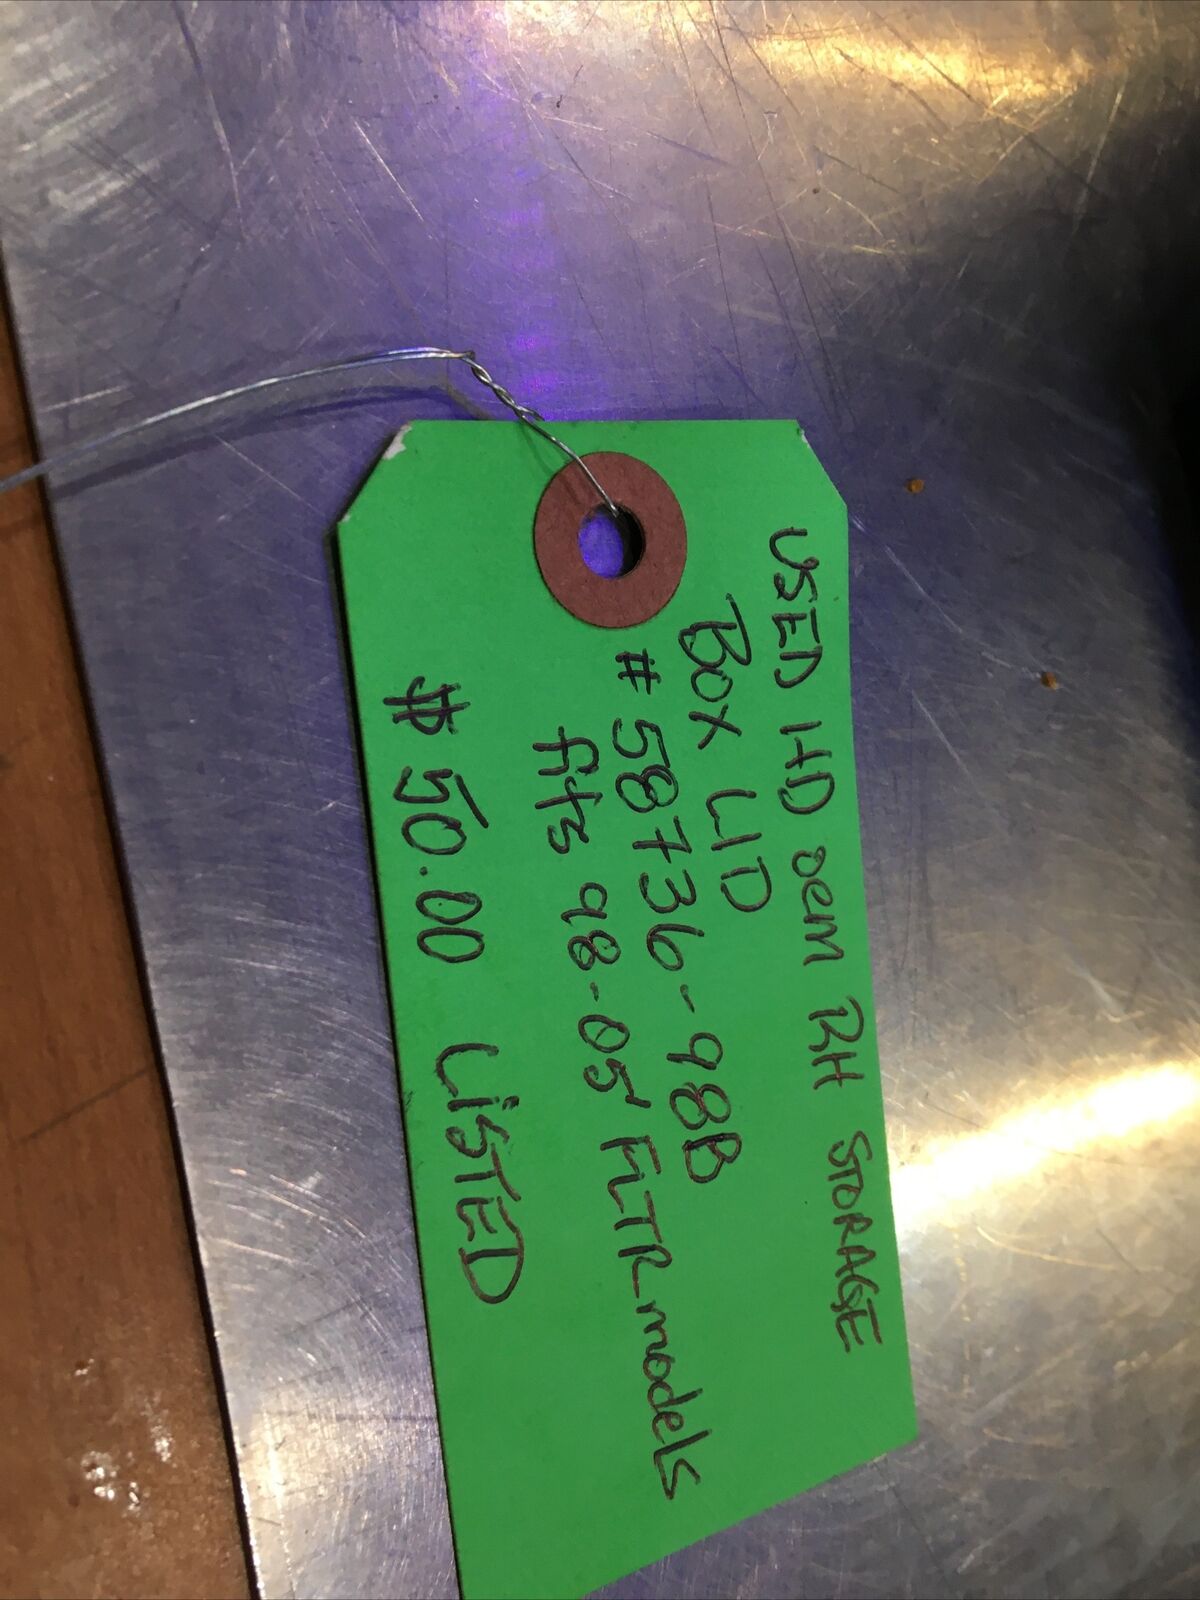 USED HD oem RH STORAGE
BOX LID
# 58736-98B
fits 98-05' FLTR models
$ 50.00 LiSTED